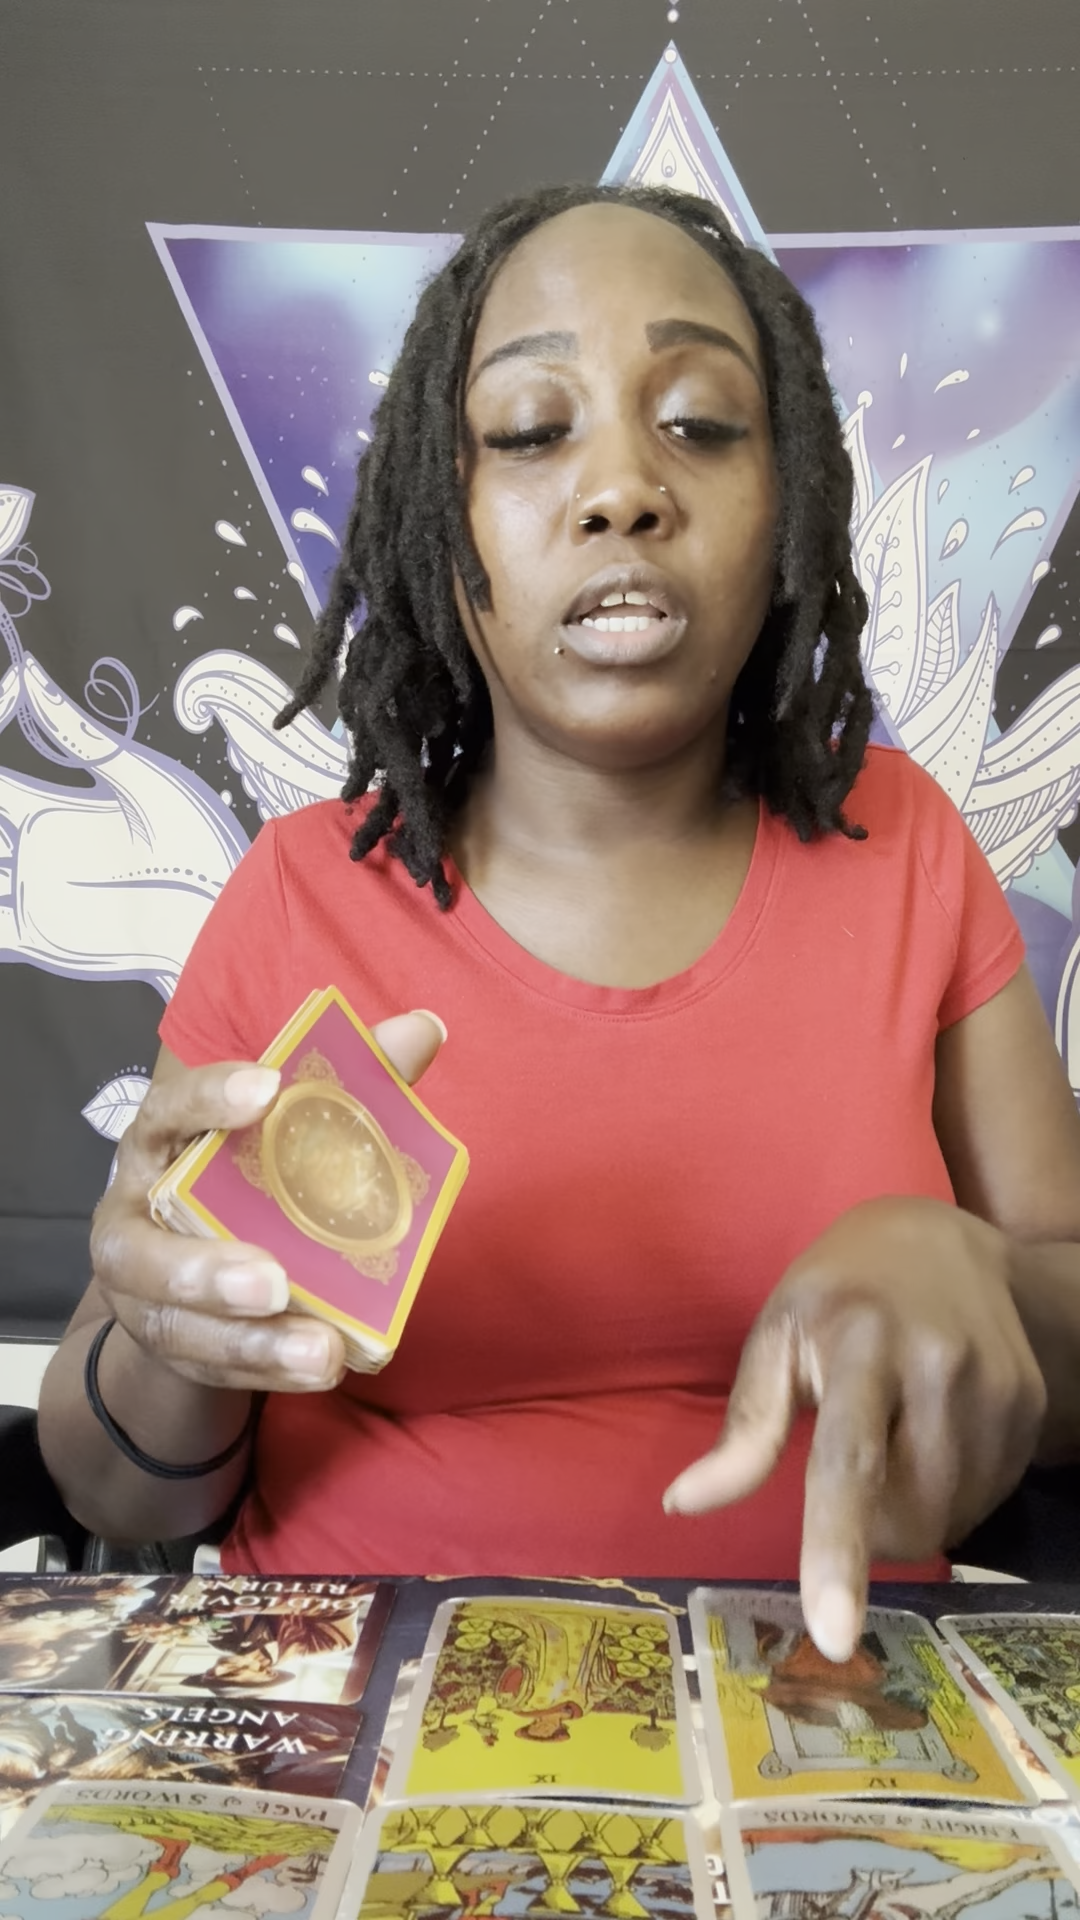 OLD LOVER
RETURNS
WARRING
ANGELS
IX
IV
PAGE of SWORDS.
KNIGHT of SWORDS.